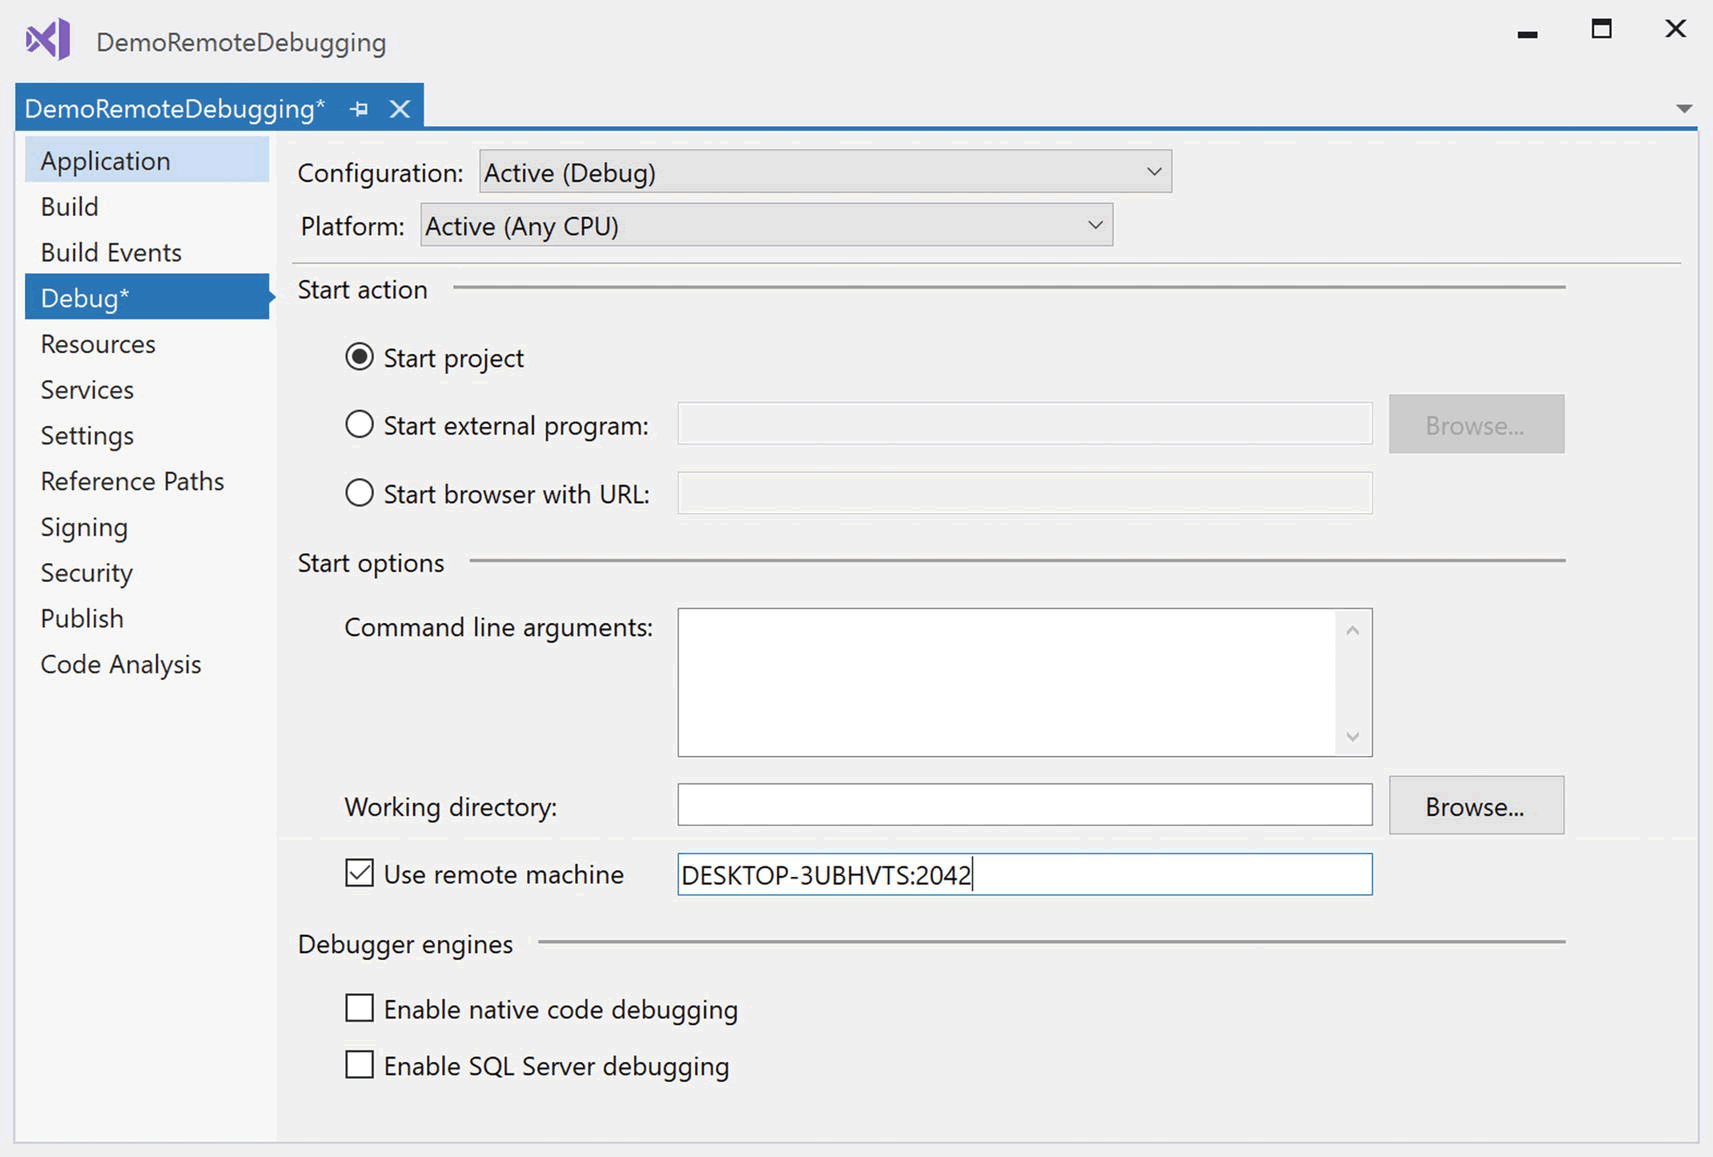 DemoRemoteDebugging
DemoRemoteDebugging*
Application
Build
Build Events
Debug*
Resources
Services
Settings
Reference Paths
Signing
Security
Publish
Code Analysis
Configuration: Active (Debug)
Platform: Active (Any CPU)
Start action
Start project
Start external program: Browse...
Start browser with URL:
Start options
Command line arguments:
Working directory: Browse...
Use remote machine DESKTOP-3UBHVTS:2042
Debugger engines
Enable native code debugging
Enable SQL Server debugging